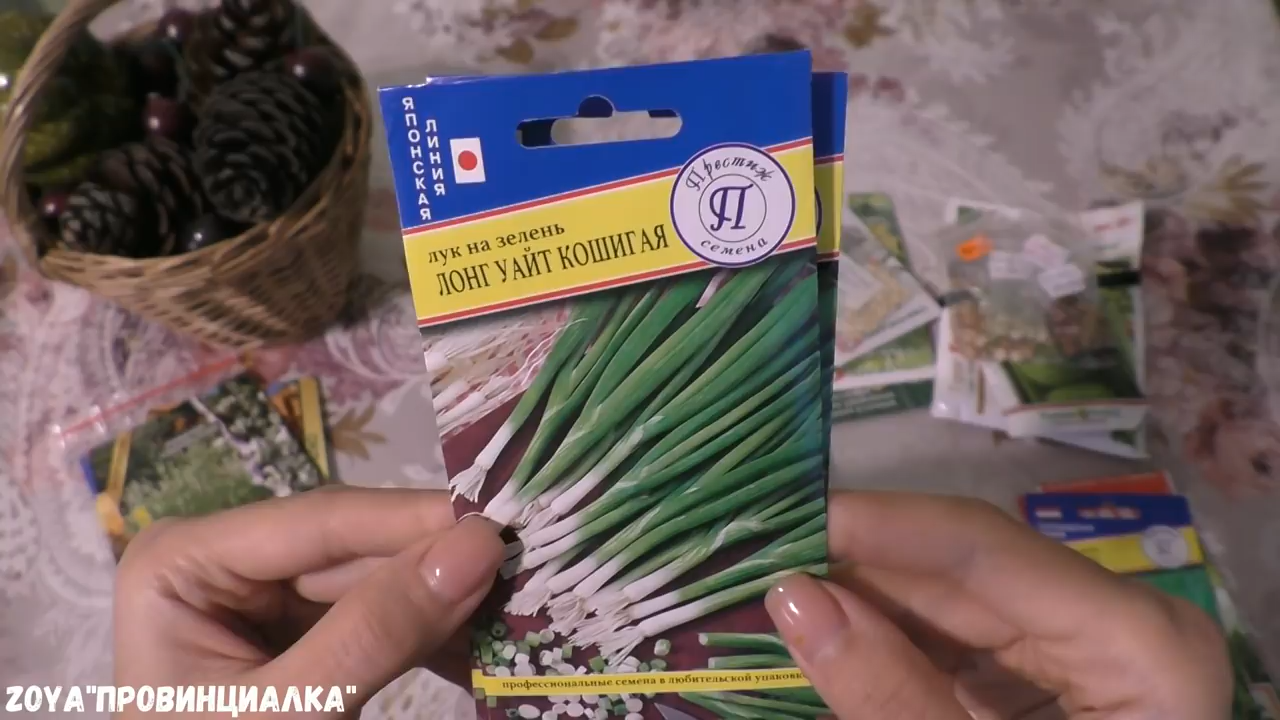 ЯПОНСКАЯ
ЛИНИЯ
Престиж
П
семена
лук на зелень
ЛОНГ УАЙТ КОШИГАЯ
профессиональные семена в любительской упаковке
ZOYA"ПРОВИНЦИАЛКА"